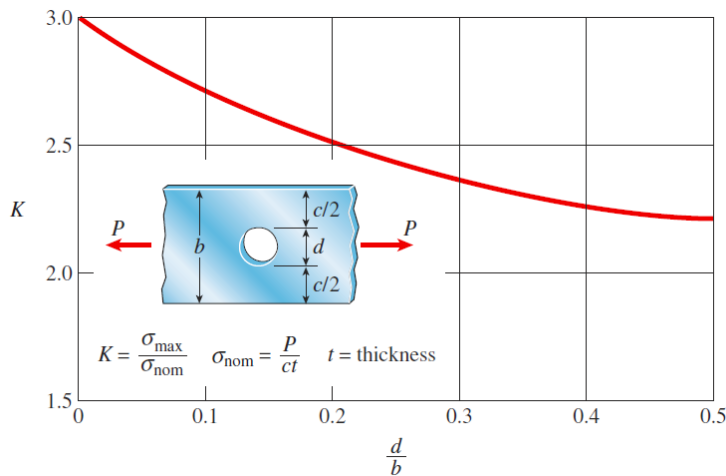 3.0
2.5
K
2.0
1.5
P
b
c/2
d
c/2
P
K = σmax/σnom σnom = P/ct t = thickness
0 0.1 0.2 0.3 0.4 0.5
d/b